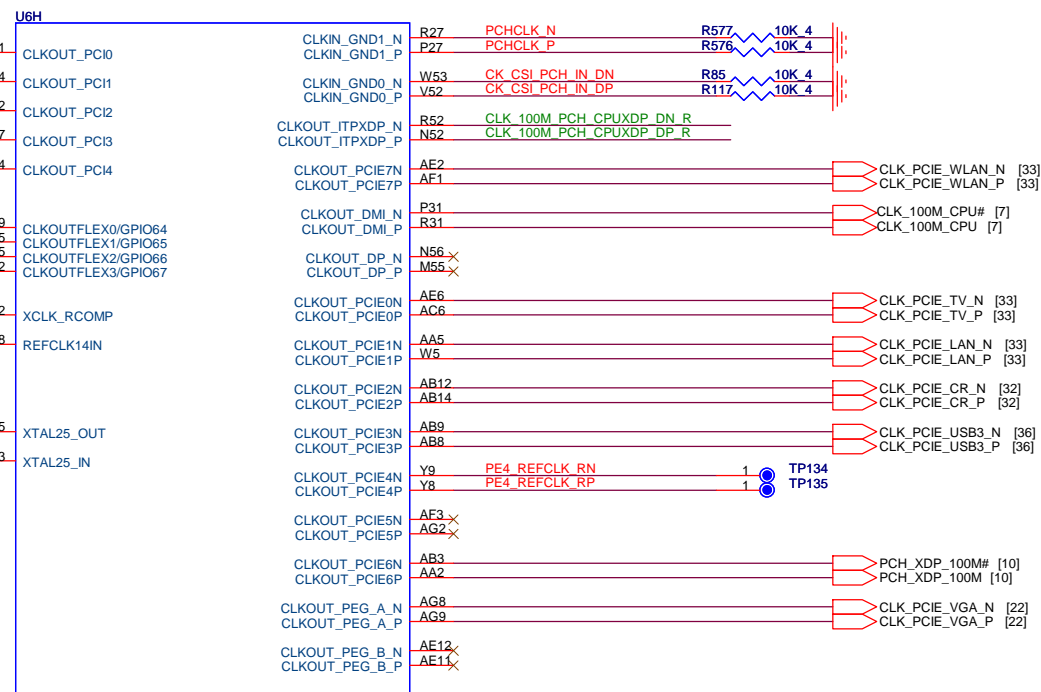 U6H
CLKIN_GND1_N R27 PCHCLK_N R577 10K_4
CLKIN_GND1_P P27 PCHCLK_P R576 10K_4
CLKOUT_PCI0
CLKIN_GND0_N W53 CK_CSI_PCH_IN_DN R85 10K_4
CLKOUT_PCI1
CLKIN_GND0_P V52 CK_CSI_PCH_IN_DP R117 10K_4
CLKOUT_PCI2
CLKOUT_ITPXDP_N R52 CLK_100M_PCH_CPUXDP_DN_R
CLKOUT_PCI3
CLKOUT_ITPXDP_P N52 CLK_100M_PCH_CPUXDP_DP_R
CLKOUT_PCI4
CLKOUT_PCIE7N AE2 CLK_PCIE_WLAN_N [33]
CLKOUT_PCIE7P AF1 CLK_PCIE_WLAN_P [33]
CLKOUT_DMI_N P31 CLK_100M_CPU# [7]
CLKOUTFLEX0/GPIO64
CLKOUT_DMI_P R31 CLK_100M_CPU [7]
CLKOUTFLEX1/GPIO65
CLKOUTFLEX2/GPIO66
CLKOUT_DP_N N56
CLKOUTFLEX3/GPIO67
CLKOUT_DP_P M55
CLKOUT_PCIE0N AE6 CLK_PCIE_TV_N [33]
XCLK_RCOMP
CLKOUT_PCIE0P AC6 CLK_PCIE_TV_P [33]
REFCLK14IN
CLKOUT_PCIE1N AA5 CLK_PCIE_LAN_N [33]
CLKOUT_PCIE1P W5 CLK_PCIE_LAN_P [33]
CLKOUT_PCIE2N AB12 CLK_PCIE_CR_N [32]
CLKOUT_PCIE2P AB14 CLK_PCIE_CR_P [32]
XTAL25_OUT
CLKOUT_PCIE3N AB9 CLK_PCIE_USB3_N [36]
CLKOUT_PCIE3P AB8 CLK_PCIE_USB3_P [36]
XTAL25_IN
CLKOUT_PCIE4N Y9 PE4_REFCLK_RN 1 TP134
CLKOUT_PCIE4P Y8 PE4_REFCLK_RP 1 TP135
CLKOUT_PCIE5N AF3
CLKOUT_PCIE5P AG2
CLKOUT_PCIE6N AB3 PCH_XDP_100M# [10]
CLKOUT_PCIE6P AA2 PCH_XDP_100M [10]
CLKOUT_PEG_A_N AG8 CLK_PCIE_VGA_N [22]
CLKOUT_PEG_A_P AG9 CLK_PCIE_VGA_P [22]
CLKOUT_PEG_B_N AE12
CLKOUT_PEG_B_P AE11